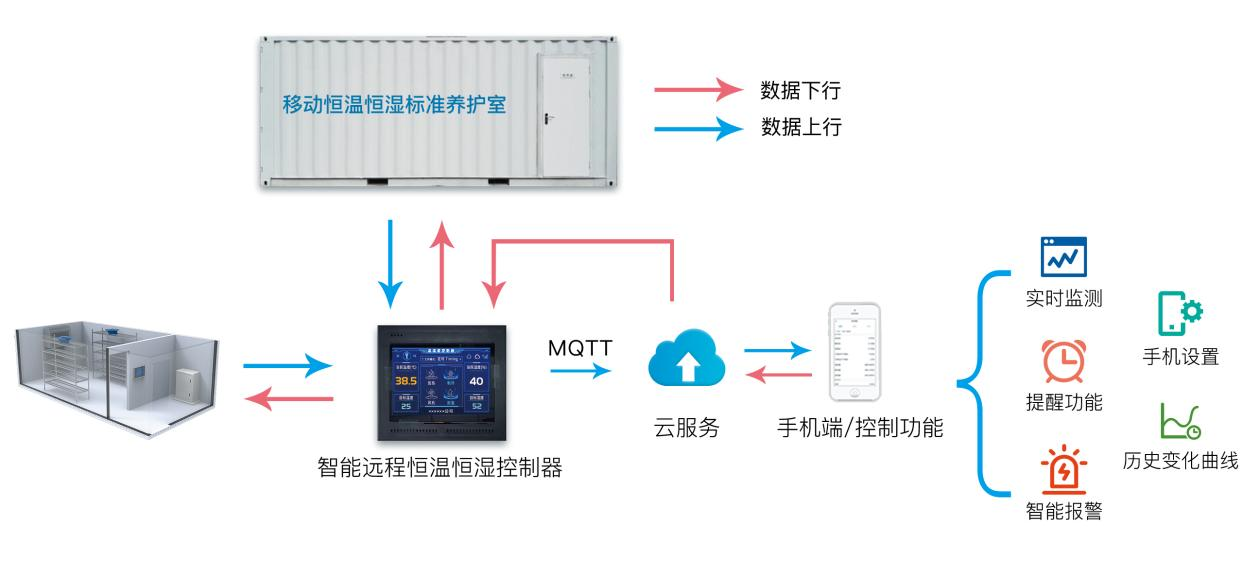 移动恒温恒湿标准养护室
数据下行
数据上行
MQTT
38.5
40
25
52
智能远程恒温恒湿控制器
云服务
手机端/控制功能
实时监测
手机设置
提醒功能
历史变化曲线
智能报警